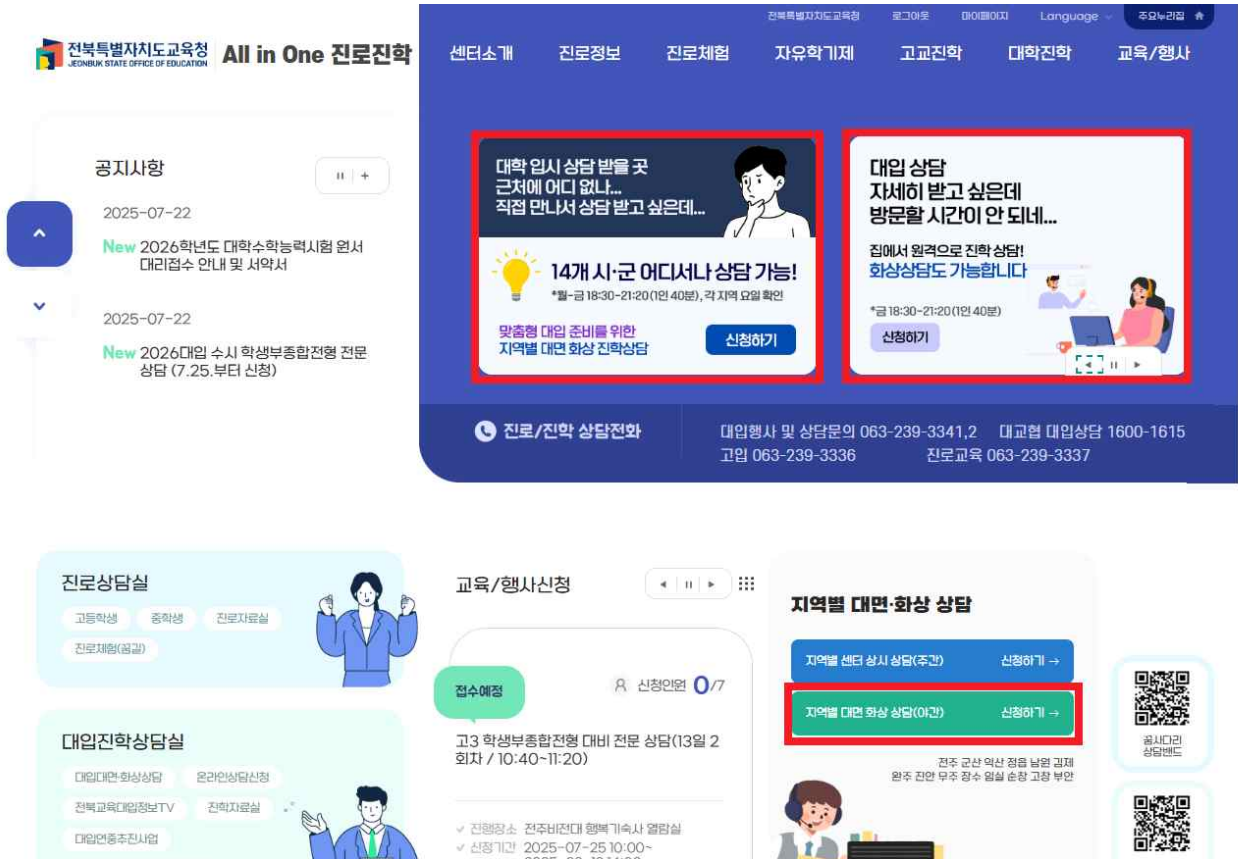 전북특별자치도교육청 로그아웃 마이페이지 Language 주요누리집
전북특별자치도교육청
JEONBUK STATE OFFICE OF EDUCATION
All in One 진로진학
센터소개 진로정보 진로체험 자유학기제 고교진학 대학진학 교육/행사
공지사항
2025-07-22
New 2026학년도 대학수학능력시험 원서
대리접수 안내 및 서약서
2025-07-22
New 2026대입 수시 학생부종합전형 전문
상담 (7.25.부터 신청)
대학 입시 상담 받을 곳
근처에 어디 없나...
직접 만나서 상담 받고 싶은데...
14개 시·군 어디서나 상담 가능!
*월-금 18:30-21:20 (1인 40분), 각 지역 요일 확인
맞춤형 대입 준비를 위한
지역별 대면 화상 진학상담
신청하기
대입 상담
자세히 받고 싶은데
방문할 시간이 안 되네...
집에서 원격으로 진학 상담!
화상상담도 가능합니다
*금 18:30-21:20 (1인 40분)
신청하기
진로/진학 상담전화
대입행사 및 상담문의 063-239-3341,2 대교협 대입상담 1600-1615
고입 063-239-3336 진로교육 063-239-3337
진로상담실
고등학생 중학생 진로자료실
진로체험(꿈길)
대입진학상담실
대입대면·화상상담 온라인상담신청
전북교육대입정보TV 진학자료실
대입연중추진사업
교육/행사신청
접수예정
신청인원 0/7
고3 학생부종합전형 대비 전문 상담(13일 2
회차 / 10:40~11:20)
진행장소 전주비전대 행복기숙사 열람실
신청기간 2025-07-25 10:00~
지역별 대면·화상 상담
지역별 센터 상시 상담(주간) 신청하기 →
지역별 대면 화상 상담(야간) 신청하기 →
전주 군산 익산 정읍 남원 김제
완주 진안 무주 장수 임실 순창 고창 부안
꿈사다리
상담밴드